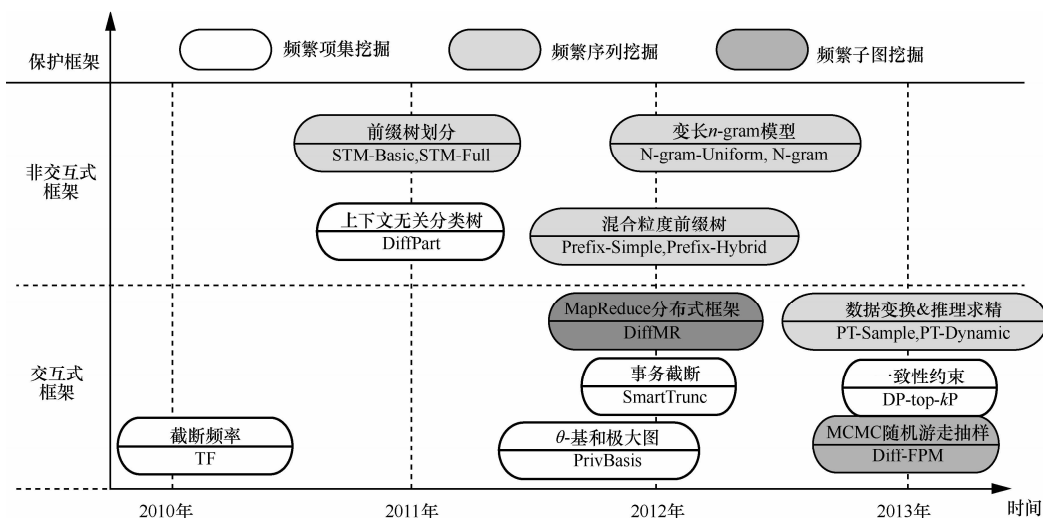 保护框架
频繁项集挖掘
频繁序列挖掘
频繁子图挖掘
非交互式
框架
前缀树划分
STM-Basic,STM-Full
变长n-gram模型
N-gram-Uniform, N-gram
上下文无关分类树
DiffPart
混合粒度前缀树
Prefix-Simple,Prefix-Hybrid
交互式
框架
MapReduce分布式框架
DiffMR
数据变换&推理求精
PT-Sample,PT-Dynamic
事务截断
SmartTrunc
一致性约束
DP-top-kP
截断频率
TF
θ-基和极大图
PrivBasis
MCMC随机游走抽样
Diff-FPM
2010年
2011年
2012年
2013年
时间